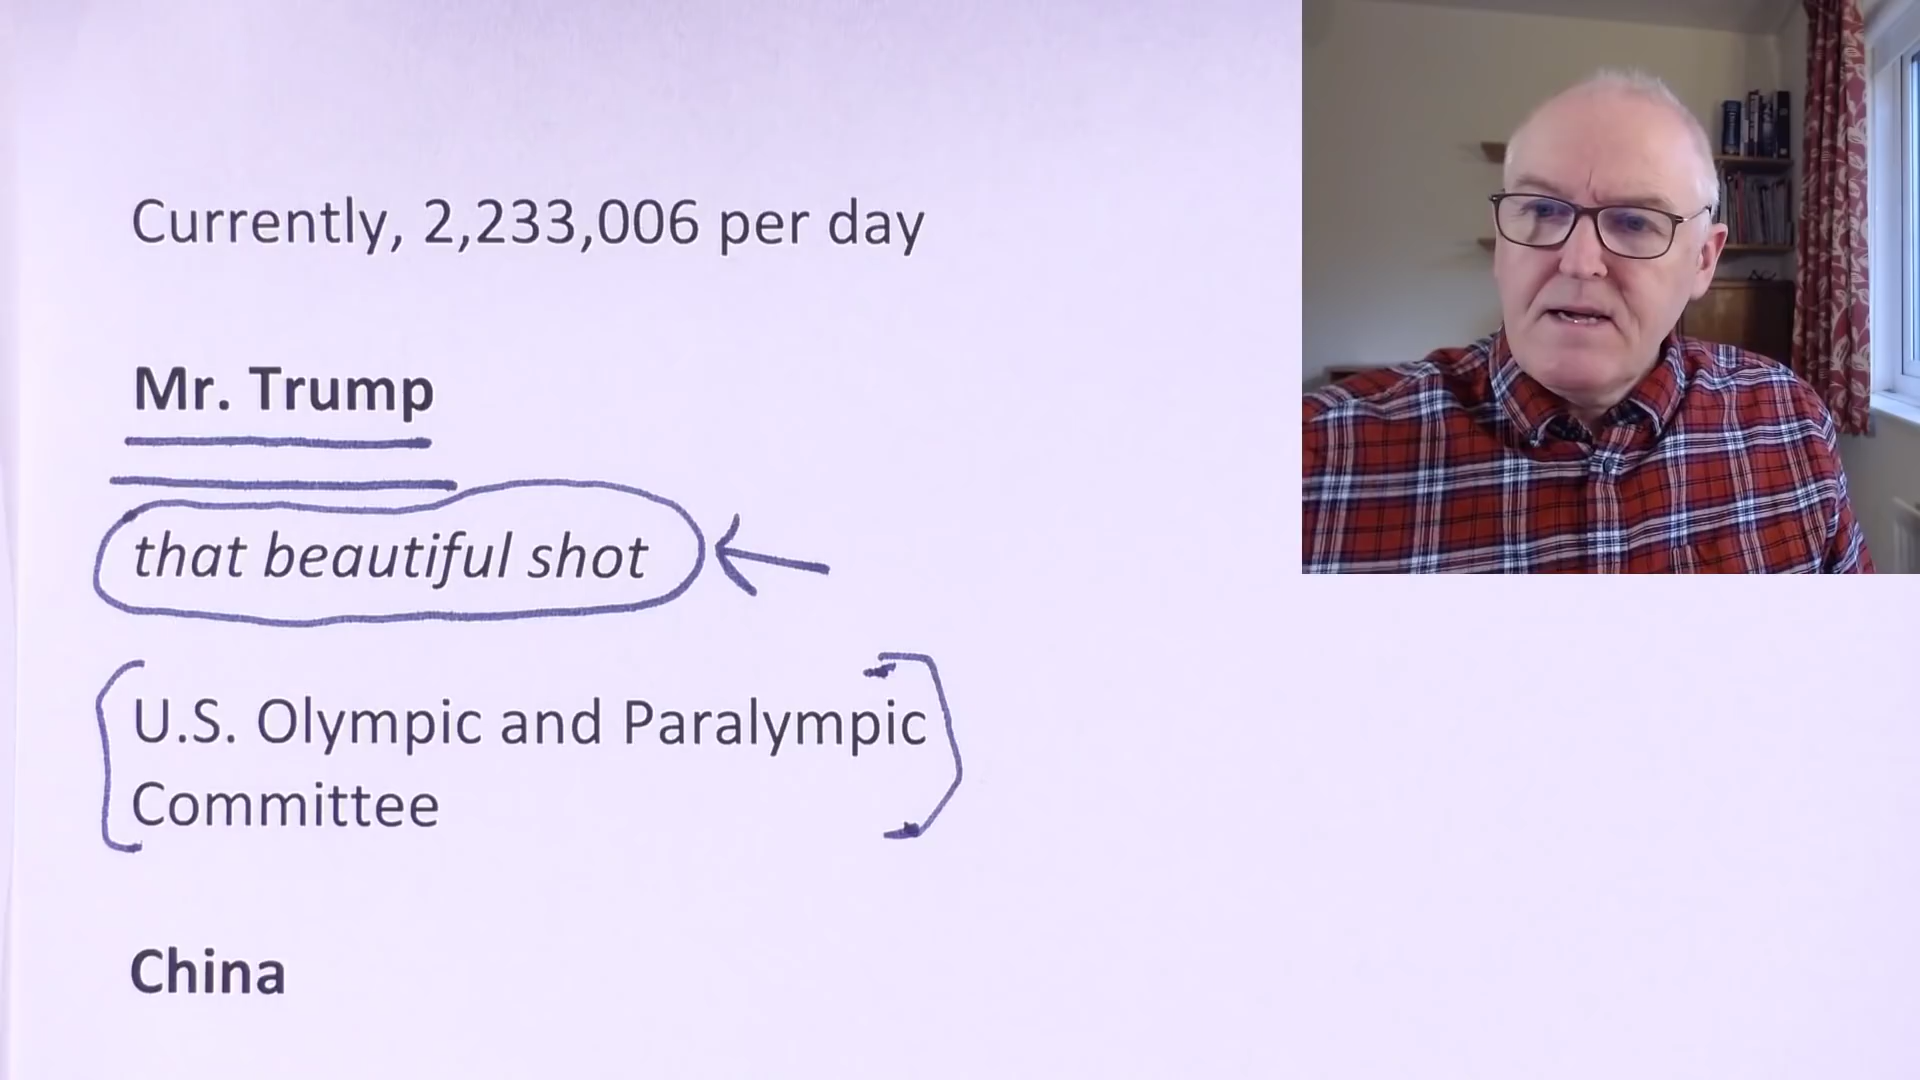 Currently, 2,233,006 per day
Mr. Trump
that beautiful shot
U.S. Olympic and Paralympic
Committee
China